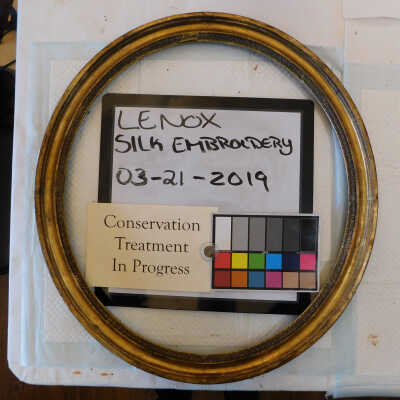 LENOX
SILK EMBROIDERY
03-21-2019
Conservation
Treatment
In Progress